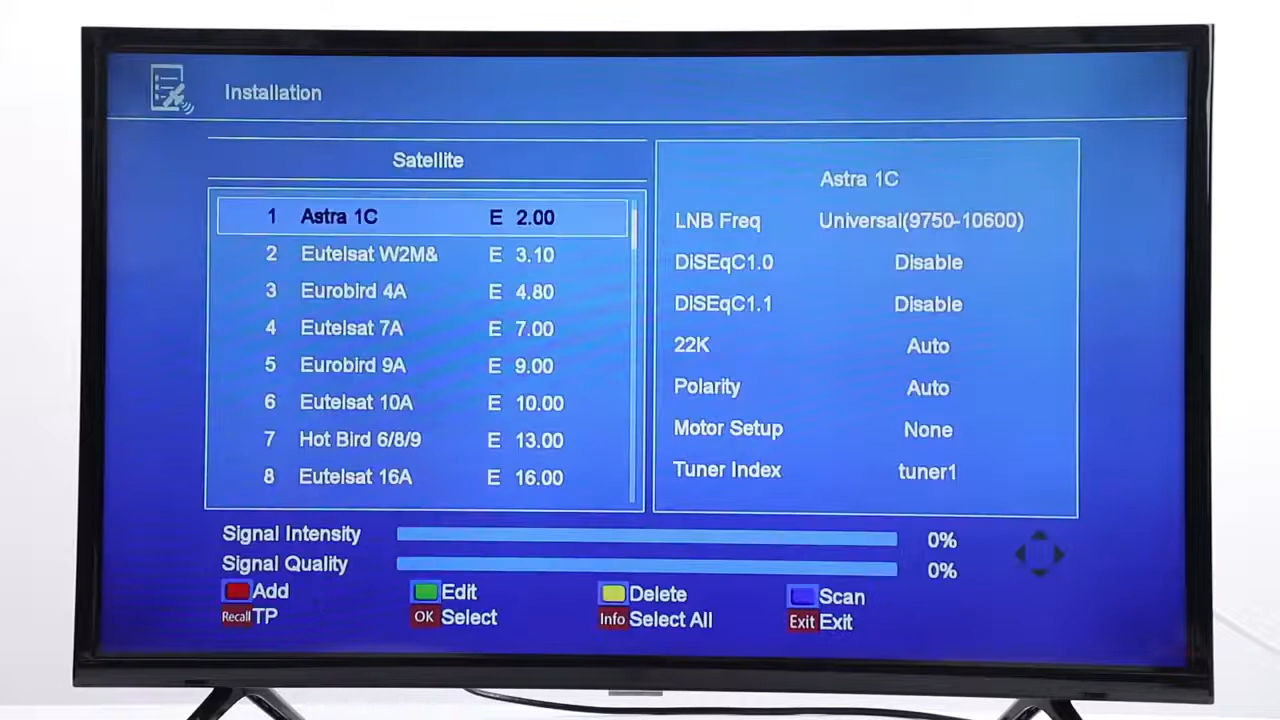 Installation
Satellite
1 Astra 1C E 2.00
2 Eutelsat W2M& E 3.10
3 Eurobird 4A E 4.80
4 Eutelsat 7A E 7.00
5 Eurobird 9A E 9.00
6 Eutelsat 10A E 10.00
7 Hot Bird 6/8/9 E 13.00
8 Eutelsat 16A E 16.00
Astra 1C
LNB Freq Universal(9750-10600)
DiSEqC1.0 Disable
DiSEqC1.1 Disable
22K Auto
Polarity Auto
Motor Setup None
Tuner Index tuner1
Signal Intensity 0%
Signal Quality 0%
Add Edit Delete Scan
Recall TP OK Select Info Select All Exit Exit